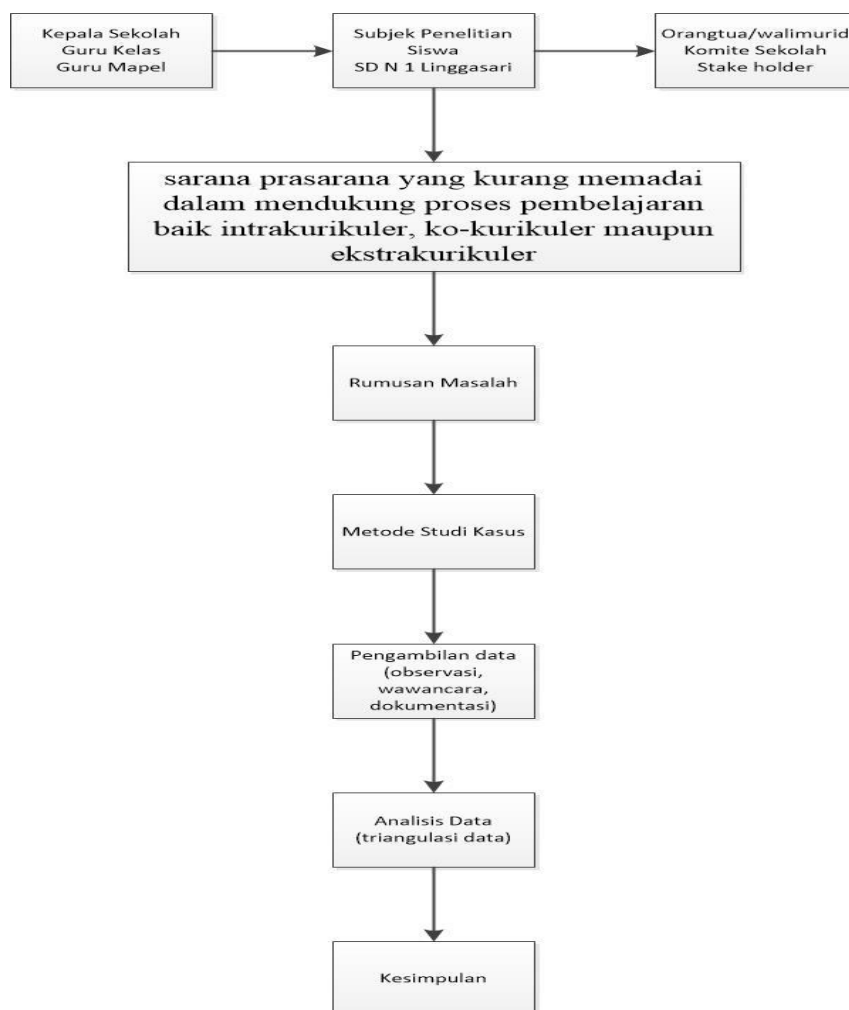 Kepala Sekolah
Guru Kelas
Guru Mapel
Subjek Penelitian
Siswa
SD N 1 Linggasari
Orangtua/walimurid
Komite Sekolah
Stake holder
sarana prasarana yang kurang memadai
dalam mendukung proses pembelajaran
baik intrakurikuler, ko-kurikuler maupun
ekstrakurikuler
Rumusan Masalah
Metode Studi Kasus
Pengambilan data
(observasi,
wawancara,
dokumentasi)
Analisis Data
(triangulasi data)
Kesimpulan